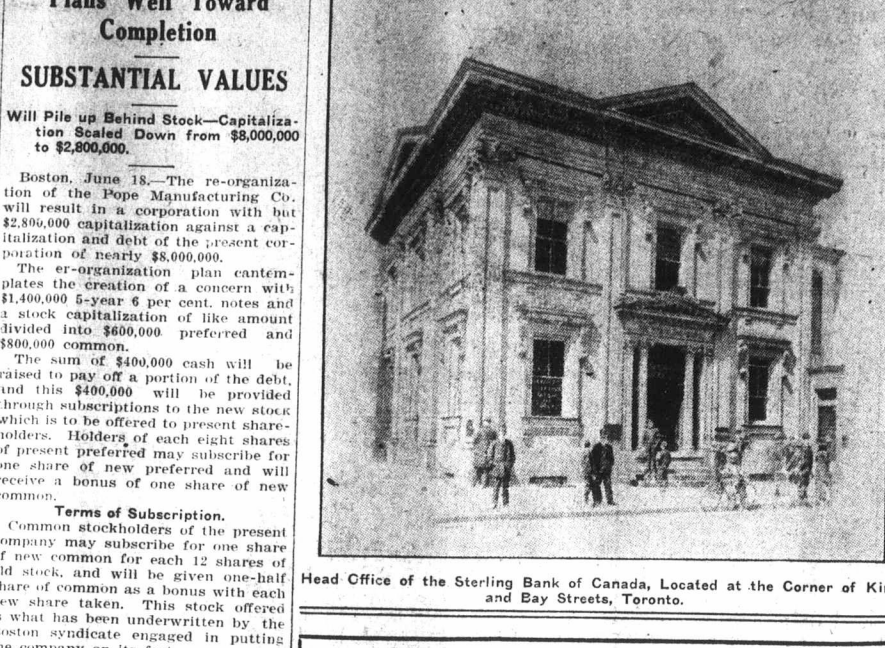 Plans Well Toward
Completion
SUBSTANTIAL VALUES
Will Pile up Behind Stock—Capitaliza-
tion Scaled Down from $8,000,000
to $2,800,000.
Boston, June 18.—The re-organiza-
tion of the Pope Manufacturing Co.
will result in a corporation with but
$2,800,000 capitalization against a cap-
italization and debt of the present cor-
poration of nearly $8,000,000.
The er-organization plan cantem-
plates the creation of a concern with
$1,400,000 5-year 6 per cent. notes and
a stock capitalization of like amount
divided into $600,000 preferred and
$800,000 common.
The sum of $400,000 cash will be
raised to pay off a portion of the debt,
and this $400,000 will be provided
through subscriptions to the new stock
which is to be offered to present share-
holders. Holders of each eight shares
of present preferred may subscribe for
one share of new preferred and will
receive a bonus of one share of new
common.
Terms of Subscription.
Common stockholders of the present
ompany may subscribe for one share
f new common for each 12 shares of
ld stock, and will be given one-half
hare of common as a bonus with each
ew share taken. This stock offered
s what has been underwritten by the
oston syndicate engaged in putting
Head Office of the Sterling Bank of Canada, Located at the Corner of Ki
and Bay Streets, Toronto.